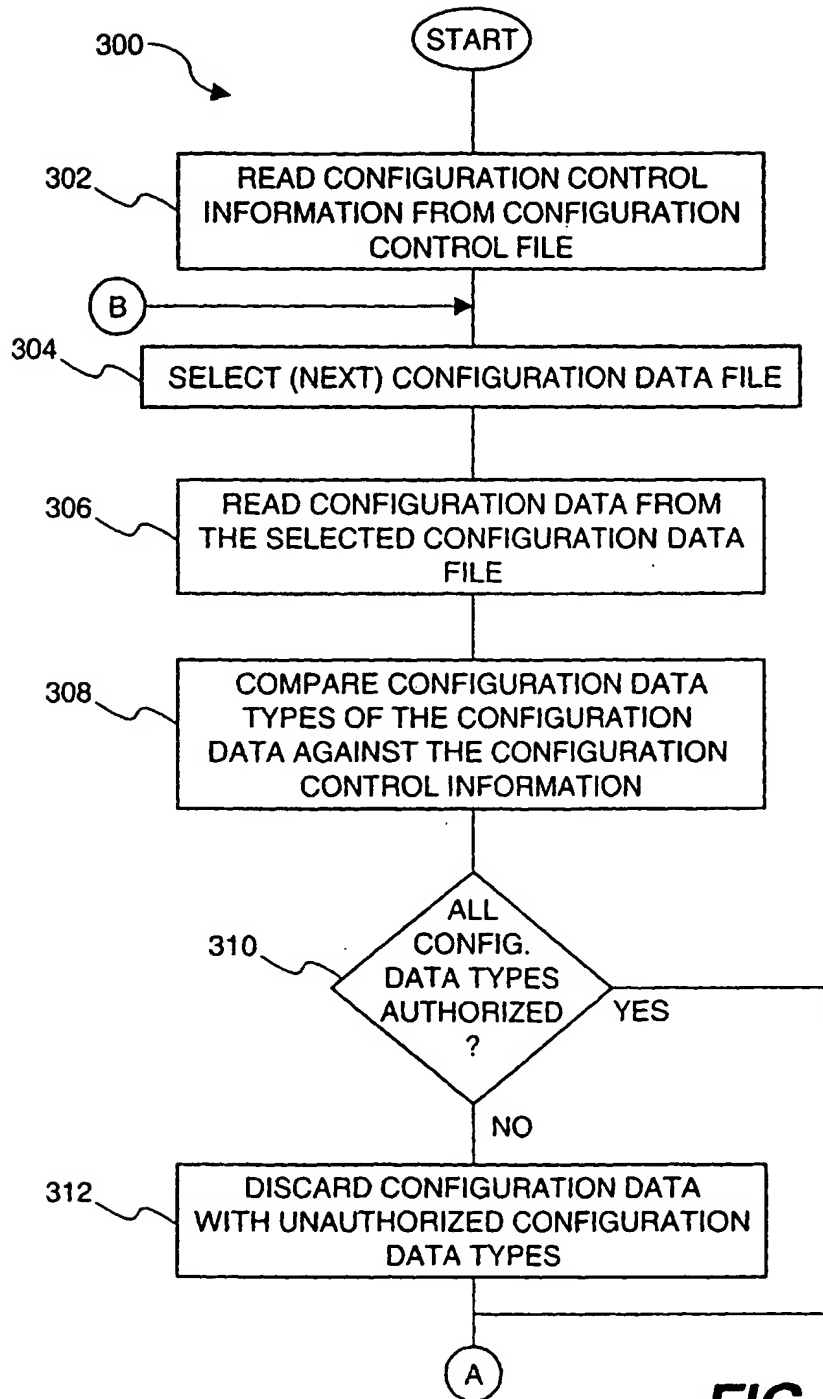 START
300
302
READ CONFIGURATION CONTROL
INFORMATION FROM CONFIGURATION
CONTROL FILE
B
304
SELECT (NEXT) CONFIGURATION DATA FILE
306
READ CONFIGURATION DATA FROM
THE SELECTED CONFIGURATION DATA
FILE
308
COMPARE CONFIGURATION DATA
TYPES OF THE CONFIGURATION
DATA AGAINST THE CONFIGURATION
CONTROL INFORMATION
310
ALL
CONFIG.
DATA TYPES
AUTHORIZED
?
YES
NO
312
DISCARD CONFIGURATION DATA
WITH UNAUTHORIZED CONFIGURATION
DATA TYPES
A
FIG